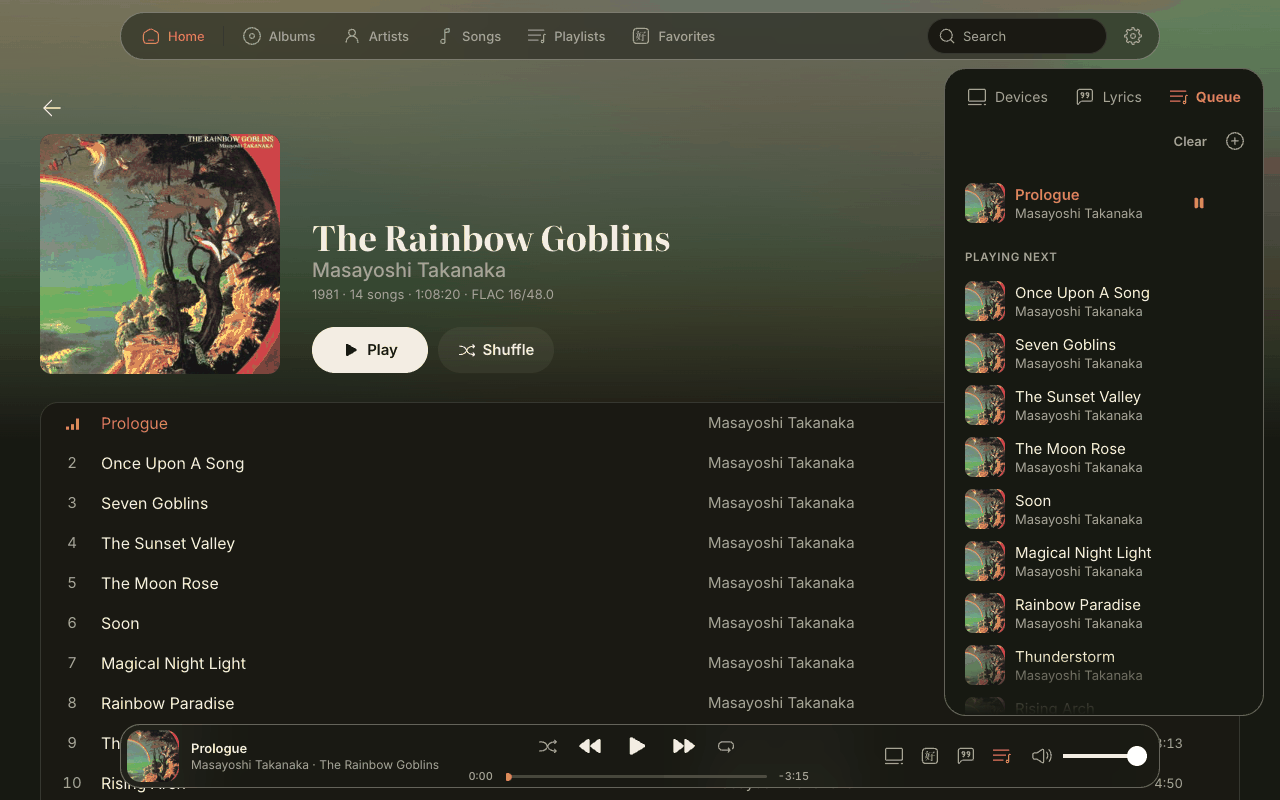 Home
Albums
Artists
Songs
Playlists
好 Favorites
Search
THE RAINBOW GOBLINS
Masayoshi TAKANAKA
The Rainbow Goblins
Masayoshi Takanaka
1981 · 14 songs · 1:08:20 · FLAC 16/48.0
Play
Shuffle
Prologue Masayoshi Takanaka
2 Once Upon A Song Masayoshi Takanaka
3 Seven Goblins Masayoshi Takanaka
4 The Sunset Valley Masayoshi Takanaka
5 The Moon Rose Masayoshi Takanaka
6 Soon Masayoshi Takanaka
7 Magical Night Light Masayoshi Takanaka
8 Rainbow Paradise Masayoshi Takanaka
9 Th :13
10 Rising Arch 4:50
Devices
Lyrics
Queue
Clear
Prologue
Masayoshi Takanaka
PLAYING NEXT
Once Upon A Song
Masayoshi Takanaka
Seven Goblins
Masayoshi Takanaka
The Sunset Valley
Masayoshi Takanaka
The Moon Rose
Masayoshi Takanaka
Soon
Masayoshi Takanaka
Magical Night Light
Masayoshi Takanaka
Rainbow Paradise
Masayoshi Takanaka
Thunderstorm
Masayoshi Takanaka
Rising Arch
Prologue
Masayoshi Takanaka · The Rainbow Goblins
0:00
-3:15
好